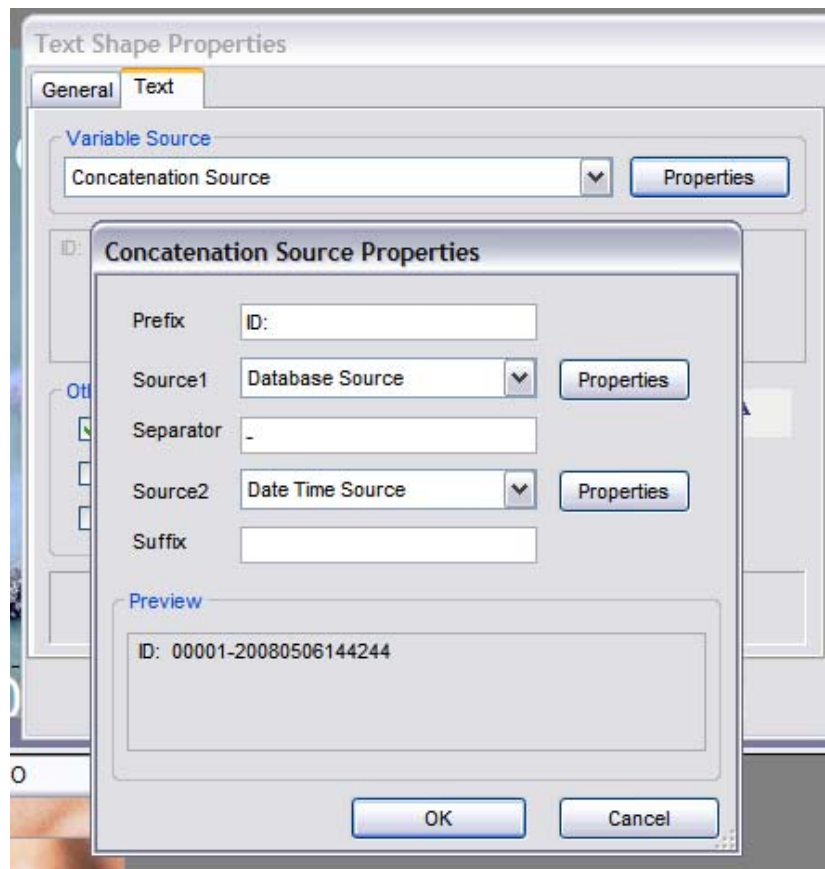 Text Shape Properties
General Text
Variable Source
Concatenation Source Properties
ID:
Concatenation Source Properties
Prefix ID:
Source1 Database Source Properties
Separator -
Source2 Date Time Source Properties
Suffix
Preview
ID: 00001-20080506144244
OK Cancel